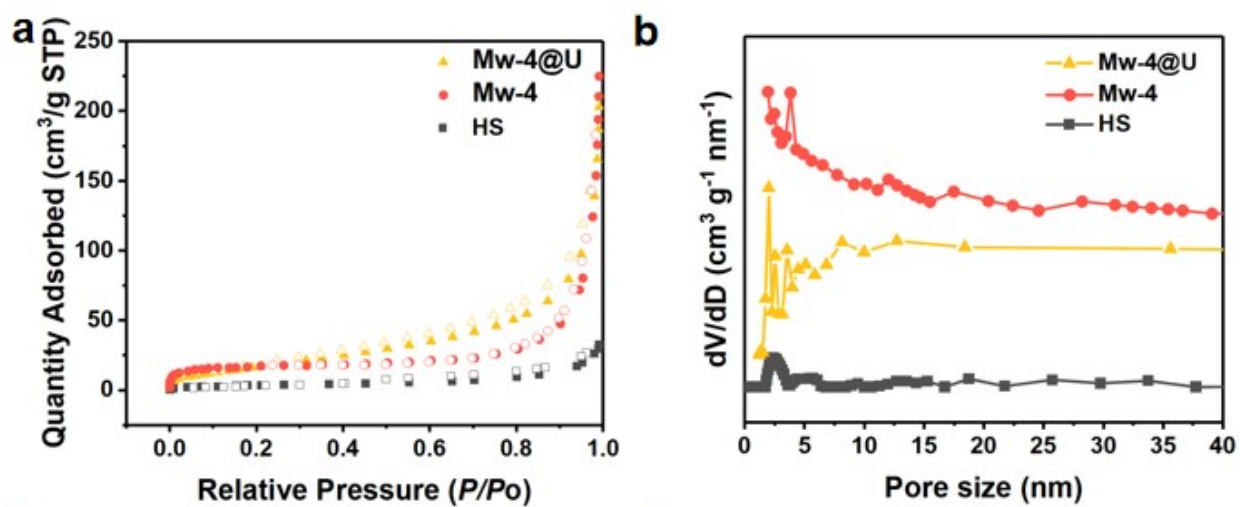 a
250
200
150
100
50
0
Quantity Adsorbed (cm³/g STP)
Mw-4@U
Mw-4
HS
0.0 0.2 0.4 0.6 0.8 1.0
Relative Pressure (P/Po)
b
dV/dD (cm³ g⁻¹ nm⁻¹)
Mw-4@U
Mw-4
HS
0 5 10 15 20 25 30 35 40
Pore size (nm)